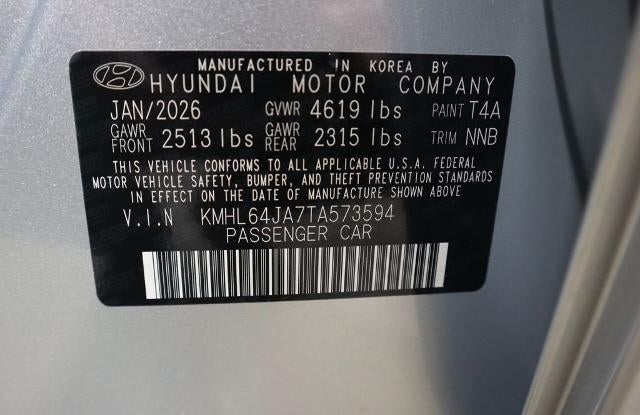 MANUFACTURED IN KOREA BY
HYUNDAI MOTOR COMPANY
JAN/2026 GVWR 4619 lbs PAINT T4A
GAWR FRONT 2513 lbs GAWR REAR 2315 lbs TRIM NNB
THIS VEHICLE CONFORMS TO ALL APPLICABLE U.S.A. FEDERAL
MOTOR VEHICLE SAFETY, BUMPER, AND THEFT PREVENTION STANDARDS
IN EFFECT ON THE DATE OF MANUFACTURE SHOWN ABOVE
V.I.N KMHL64JA7TA573594
PASSENGER CAR